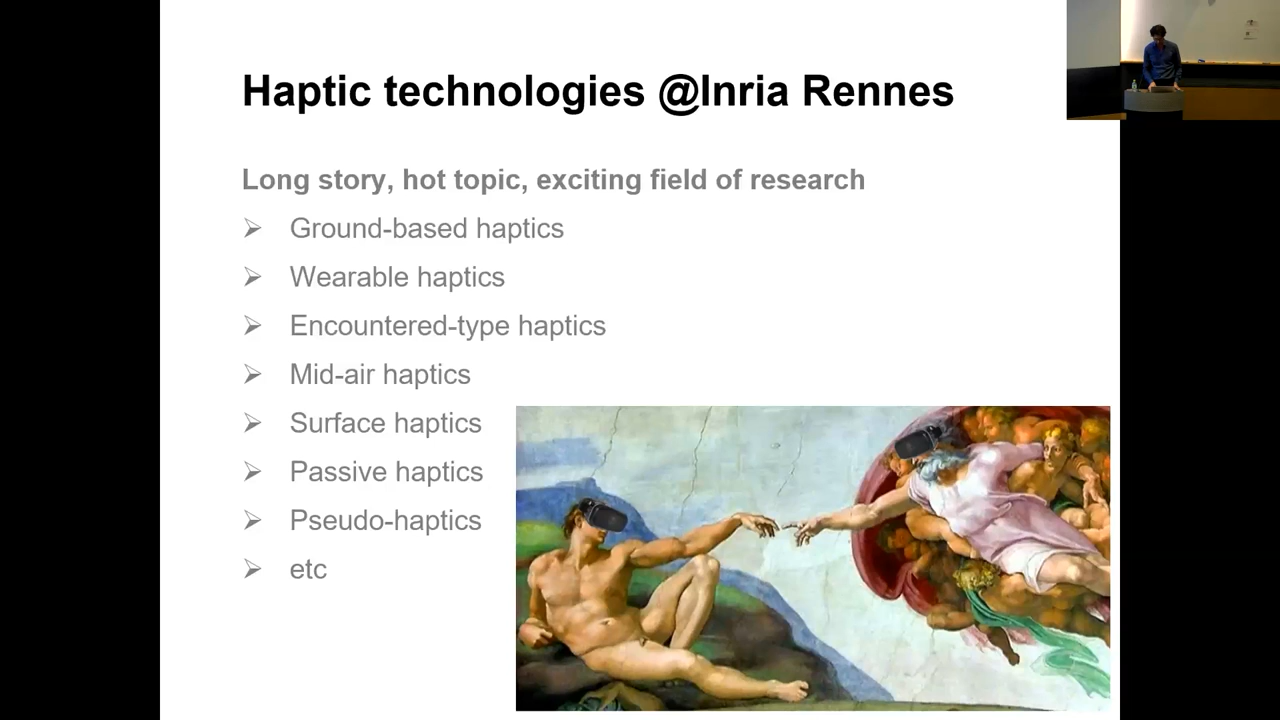 Haptic technologies @Inria Rennes
Long story, hot topic, exciting field of research
➢ Ground-based haptics
➢ Wearable haptics
➢ Encountered-type haptics
➢ Mid-air haptics
➢ Surface haptics
➢ Passive haptics
➢ Pseudo-haptics
➢ etc